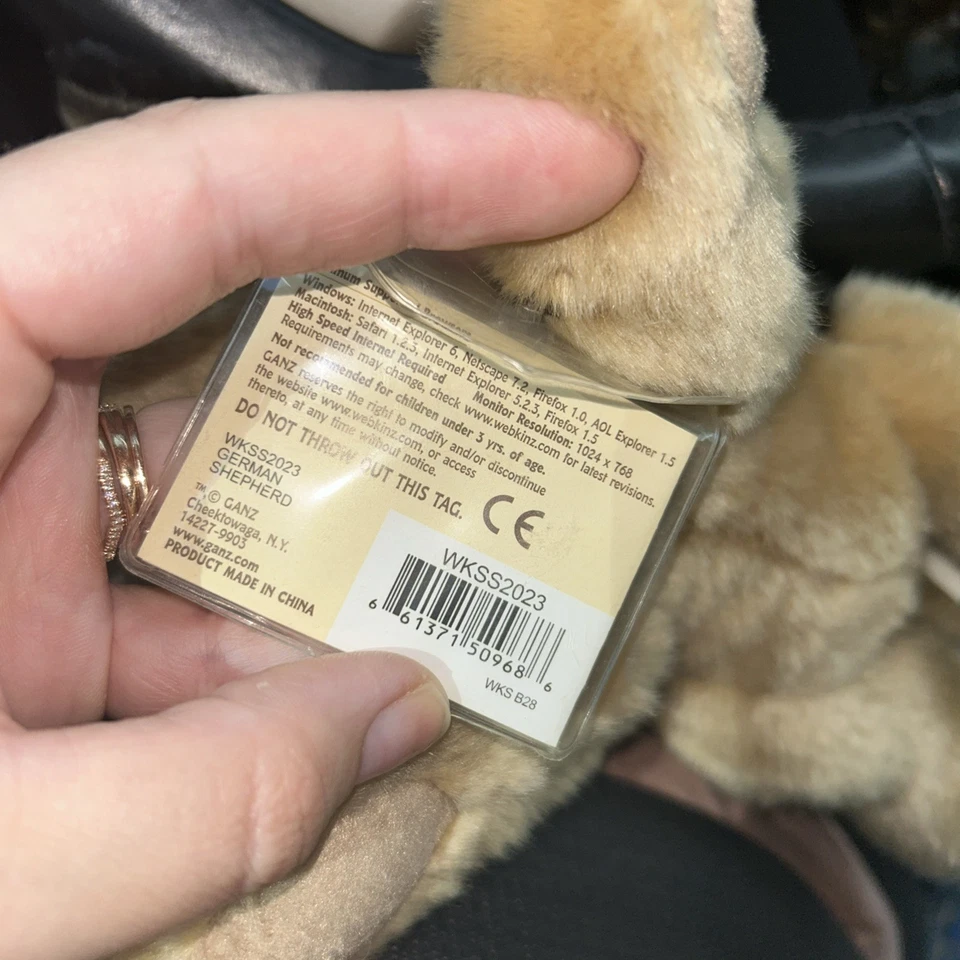 Windows: Internet Explorer 6, Netscape 7.2, Firefox 1.0, AOL Explorer 1.5
Macintosh: Safari 1.2.3, Internet Explorer 5.2.3, Firefox 1.5
High Speed Internet Required Monitor Resolution: 1024 x 768
Requirements may change, check www.webkinz.com for latest revisions.
Not recommended for children under 3 yrs. of age.
GANZ reserves the right to modify and/or discontinue
the website www.webkinz.com, or access
thereto, at any time without notice.
DO NOT THROW OUT THIS TAG.
CE
WKSS2023
GERMAN
SHEPHERD
™,© GANZ
Cheektowaga, N.Y.
14227-9903
www.ganz.com
PRODUCT MADE IN CHINA
WKSS2023
6 61371 50968 6
WKS B28